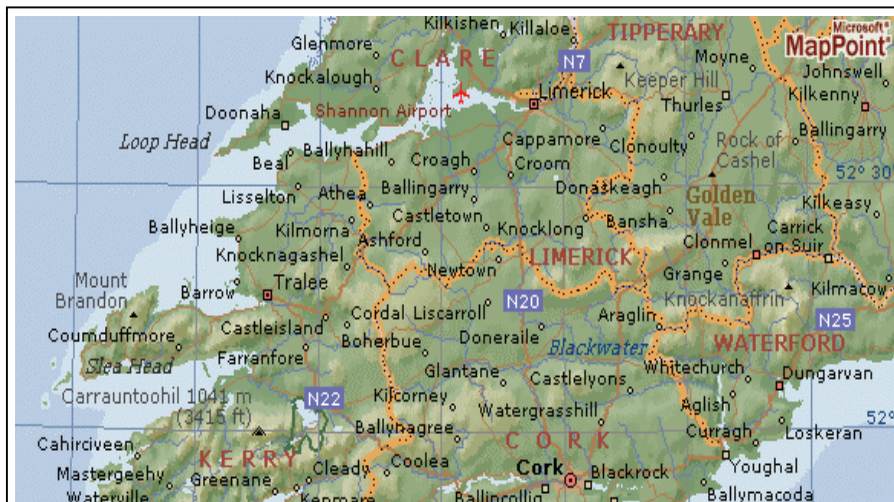 Kilkishen
Killaloe
TIPPERARY
Microsoft®
MapPoint®
Glenmore
CLARE
N7
Moyne
Johnswell
Knockalough
Keeper Hill
Kilkenny
Shannon Airport
Limerick
Thurles
Doonaha
Loop Head
Cappamore
Clonoulty
Rock of
Cashel
Ballingarry
Beal
Ballyhahill
Croagh
Croom
52° 30'
Lisselton
Athea
Ballingarry
Donaskeagh
Golden
Vale
Kilkeasy
Castletown
Knocklong
Bansha
Ballyheige
Kilmorna
Ashford
Carrick
on Suir
Clonmel
Knocknagashel
Newtown
LIMERICK
Grange
Mount
Brandon
Barrow
Tralee
Knockanaffrin
Kilmacow
N20
Cordal
Liscarroll
Araglin
N25
Coumduffmore
Castleisland
Doneraile
WATERFORD
Slea Head
Farranfore
Boherbue
Blackwater
Whitechurch
Dungarvan
Glantane
Castlelyons
Carrauntoohil 1041 m
(3415 ft)
N22
Kilcorney
Aglish
Watergrasshill
52°
Ballyhagree
Curragh
Loskeran
Cahirciveen
KERRY
CORK
Mastergeehy
Cleady
Coolea
Cork
Blackrock
Youghal
Waterville
Greenane
Kenmare
Ballincollig
Ballymacoda